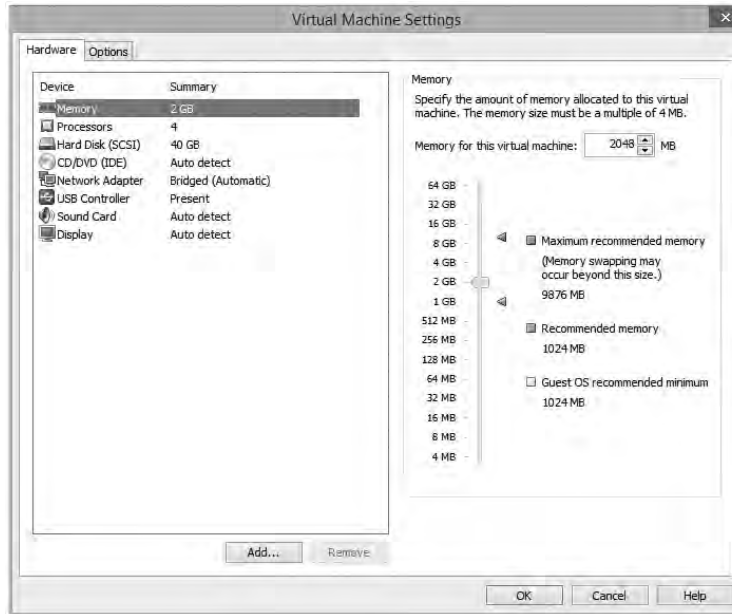 Virtual Machine Settings
Hardware
Options
Device Summary
Memory 2 GB
Processors 4
Hard Disk (SCSI) 40 GB
CD/DVD (IDE) Auto detect
Network Adapter Bridged (Automatic)
USB Controller Present
Sound Card Auto detect
Display Auto detect
Add...
Remove
Memory
Specify the amount of memory allocated to this virtual
machine. The memory size must be a multiple of 4 MB.
Memory for this virtual machine: 2048 MB
64 GB
32 GB
16 GB
8 GB
4 GB
2 GB
1 GB
512 MB
256 MB
128 MB
64 MB
32 MB
16 MB
8 MB
4 MB
Maximum recommended memory
(Memory swapping may
occur beyond this size.)
9876 MB
Recommended memory
1024 MB
Guest OS recommended minimum
1024 MB
OK
Cancel
Help